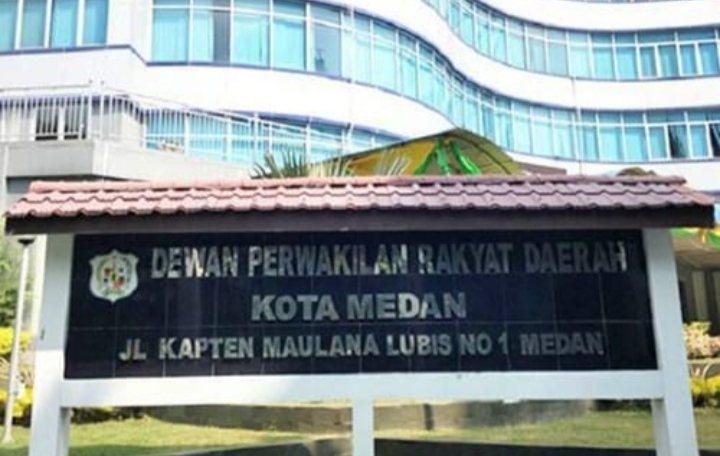 DEWAN PERWAKILAN RAKYAT DAERAH
KOTA MEDAN
JL KAPTEN MAULANA LUBIS NO 1 MEDAN